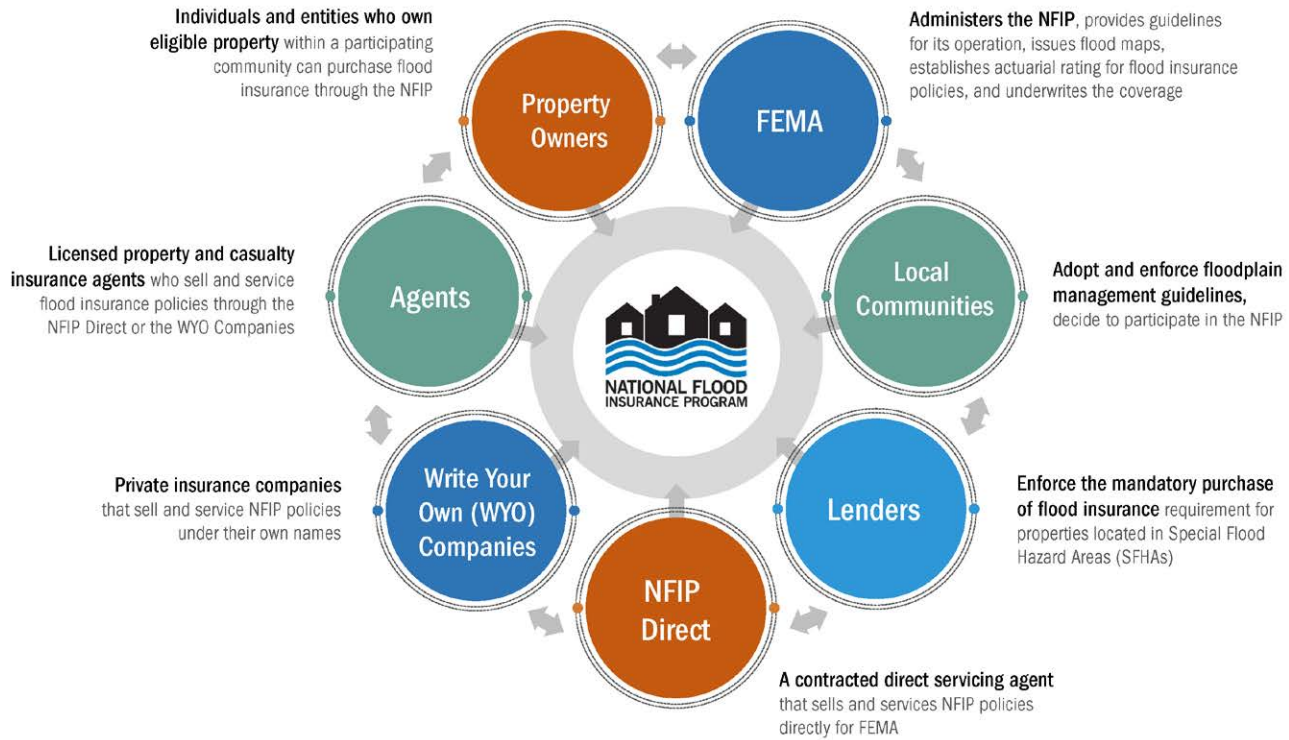 Individuals and entities who own
eligible property within a participating
community can purchase flood
insurance through the NFIP
Property
Owners
FEMA
Administers the NFIP, provides guidelines
for its operation, issues flood maps,
establishes actuarial rating for flood insurance
policies, and underwrites the coverage
Licensed property and casualty
insurance agents who sell and service
flood insurance policies through the
NFIP Direct or the WYO Companies
Agents
NATIONAL FLOOD
INSURANCE PROGRAM
Local
Communities
Adopt and enforce floodplain
management guidelines,
decide to participate in the NFIP
Private insurance companies
that sell and service NFIP policies
under their own names
Write Your
Own (WYO)
Companies
NFIP
Direct
Lenders
Enforce the mandatory purchase
of flood insurance requirement for
properties located in Special Flood
Hazard Areas (SFHAs)
A contracted direct servicing agent
that sells and services NFIP policies
directly for FEMA